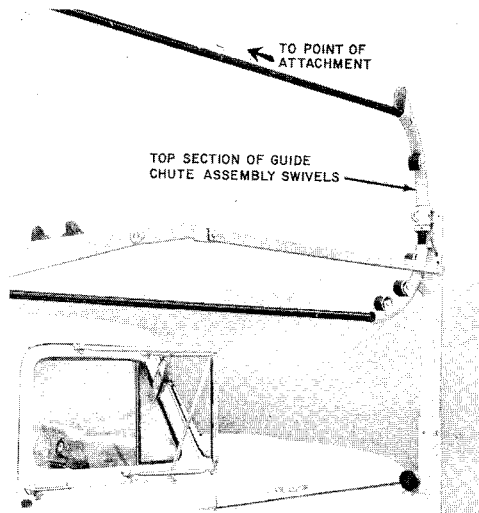 TO POINT OF
ATTACHMENT
TOP SECTION OF GUIDE
CHUTE ASSEMBLY SWIVELS